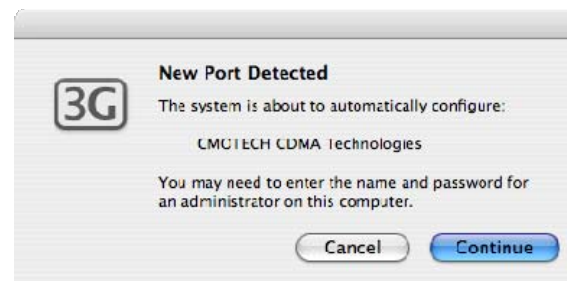 New Port Detected
3G
The system is about to automatically configure:
CMOTECH CDMA Technologies
You may need to enter the name and password for
an administrator on this computer.
Cancel Continue